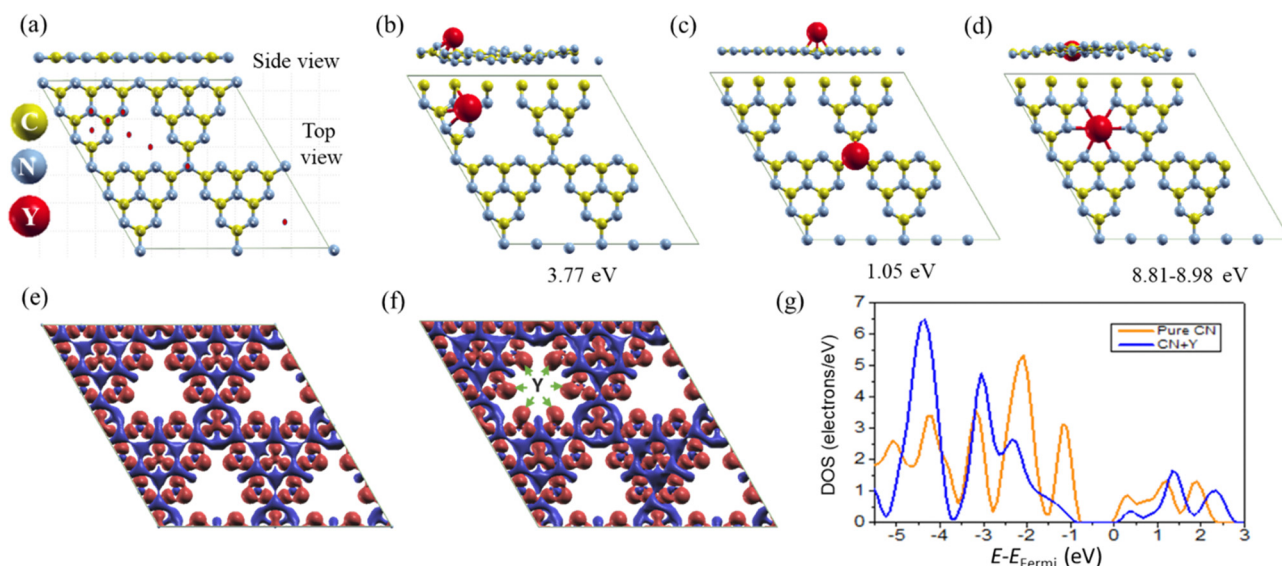 (a)
Side view
C
N
Y
Top
view
(b)
3.77 eV
(c)
1.05 eV
(d)
8.81-8.98 eV
(e)
(f)
Y
(g)
Pure CN
CN+Y
DOS (electrons/eV)
7
6
5
4
3
2
1
0
-5 -4 -3 -2 -1 0 1 2 3
E-EFermi (eV)